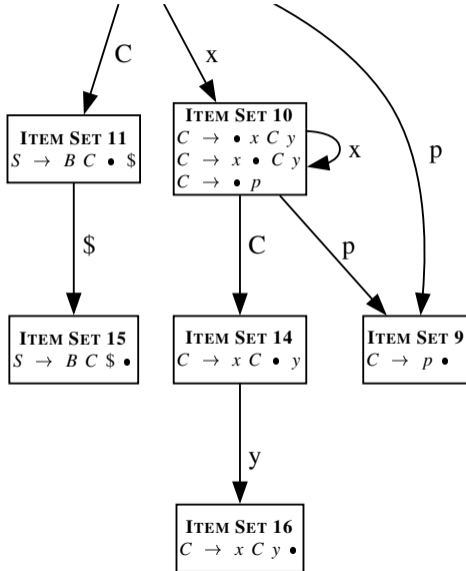 C
x
ITEM SET 10
C → • x C y
C → x • C y
C → • p
x
ITEM SET 11
S → B C • $
p
$
C
p
ITEM SET 15
S → B C $ •
ITEM SET 14
C → x C • y
ITEM SET 9
C → p •
y
ITEM SET 16
C → x C y •